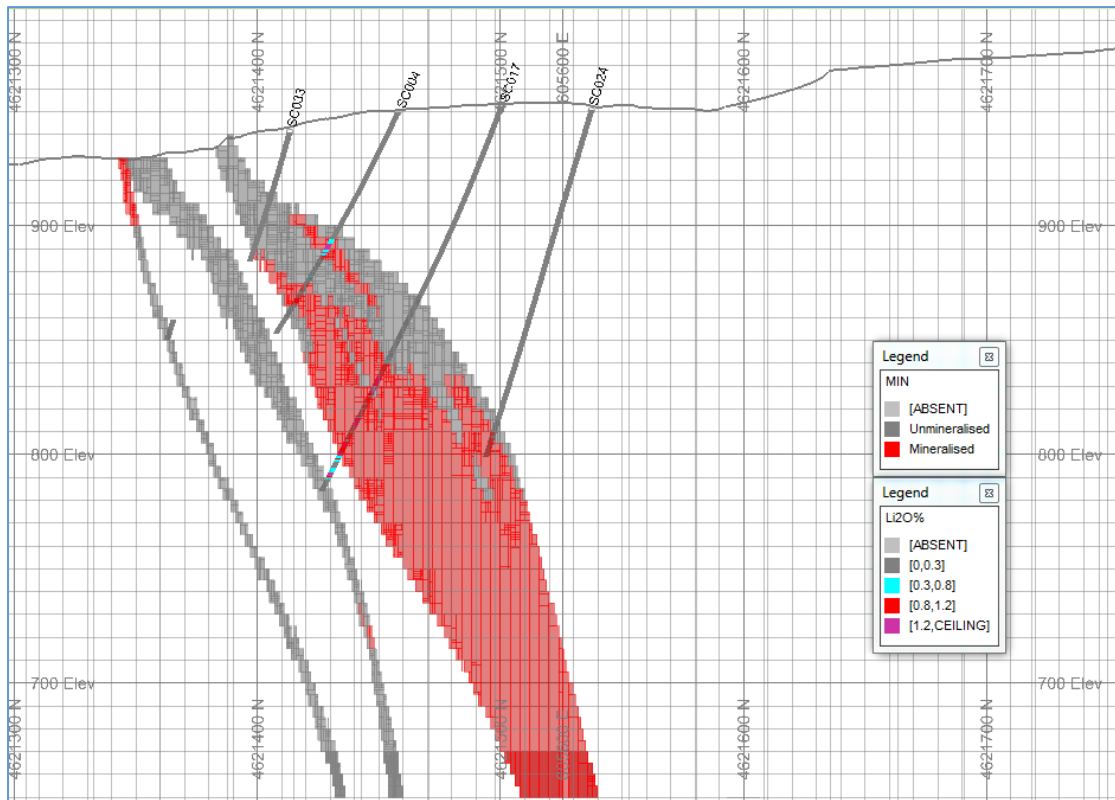 4621300 N
4621400 N
4621500 N
605600 E
4621600 N
4621700 N
SC033
SC004
SC017
SC024
900 Elev
900 Elev
800 Elev
800 Elev
700 Elev
700 Elev
4621300 N
4621400 N
4621500 N
605600 E
4621600 N
4621700 N
Legend
MIN
[ABSENT]
Unmineralised
Mineralised
Legend
Li2O%
[ABSENT]
[0,0.3]
[0.3,0.8]
[0.8,1.2]
[1.2,CEILING]